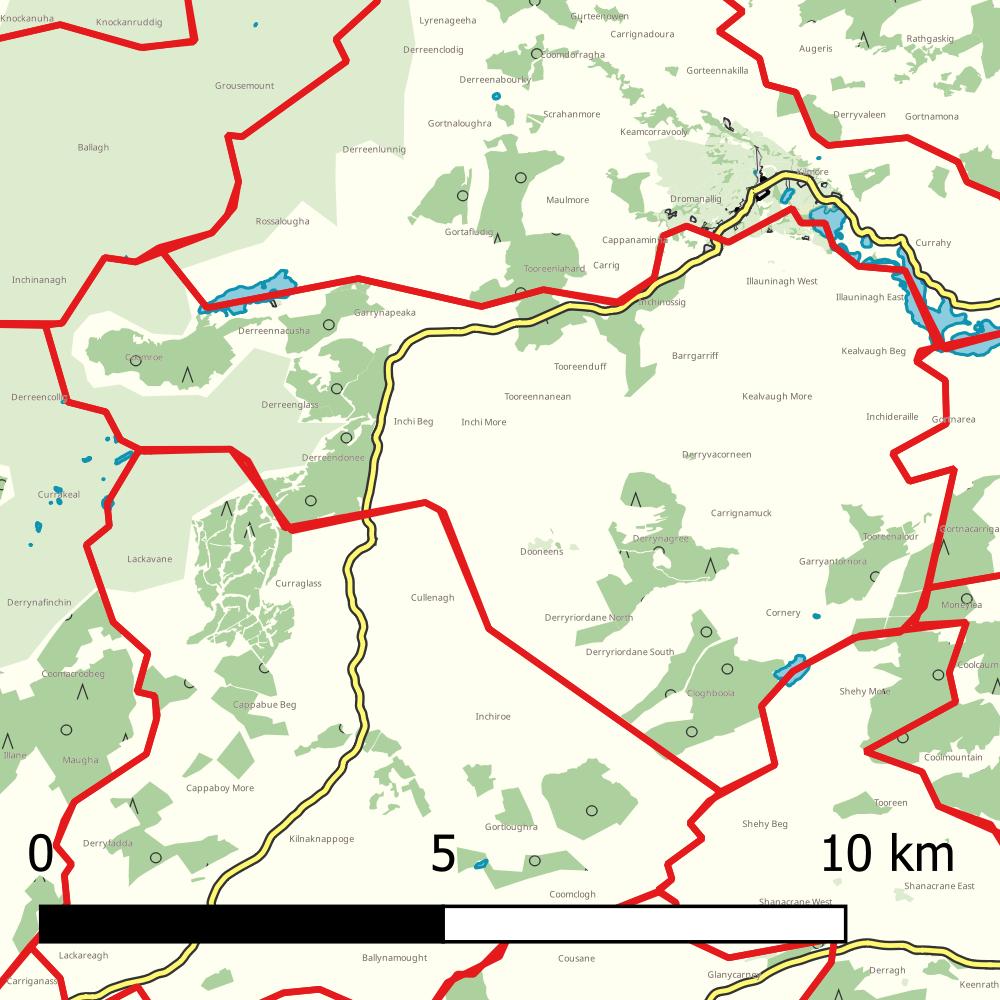 Knockanuha
Knockanruddig
Lyrenageeha
Gurteenowen
Carrignadoura
Rathgaskig
Augeris
Derreenclodig
Coomdorragha
Gorteennakilla
Derreenabourky
Grousemount
Scrahanmore
Derryvaleen
Gortnamona
Gortnaloughra
Keamcorravooly
Ballagh
Derreenlunnig
Kilmore
Maulmore
Dromanallig
Rossalougha
Gortafludig
Cappanaminna
Currahy
Carrig
Tooreenlahard
Inchinanagh
Illauninagh West
Illauninagh East
Inchinossig
Garrynapeaka
Derreennacusha
Coomroe
Barrgarriff
Kealvaugh Beg
Tooreenduff
Derreencollig
Tooreennanean
Kealvaugh More
Derreenglass
Inchideraille
Gortnarea
Inchi Beg
Inchi More
Derryvacorneen
Derreendonee
Currakeal
Carrignamuck
Gortnacarriga
Tooreenalour
Derrynagree
Dooneens
Lackavane
Garryantornora
Curraglass
Cullenagh
Derrynafinchin
Moneylea
Cornery
Derryriordane North
Derryriordane South
Coolcaum
Coomacroobeg
Shehy More
Cloghboola
Cappabue Beg
Inchiroe
Illane
Maugha
Coolmountain
Cappaboy More
Tooreen
Shehy Beg
Gortloughra
Kilnaknappoge
Derryfadda
0 5 10 km
Shanacrane East
Coomclogh
Shanacrane West
Lackareagh
Ballynamought
Cousane
Derragh
Glanycarney
Carriganass
Keenrath